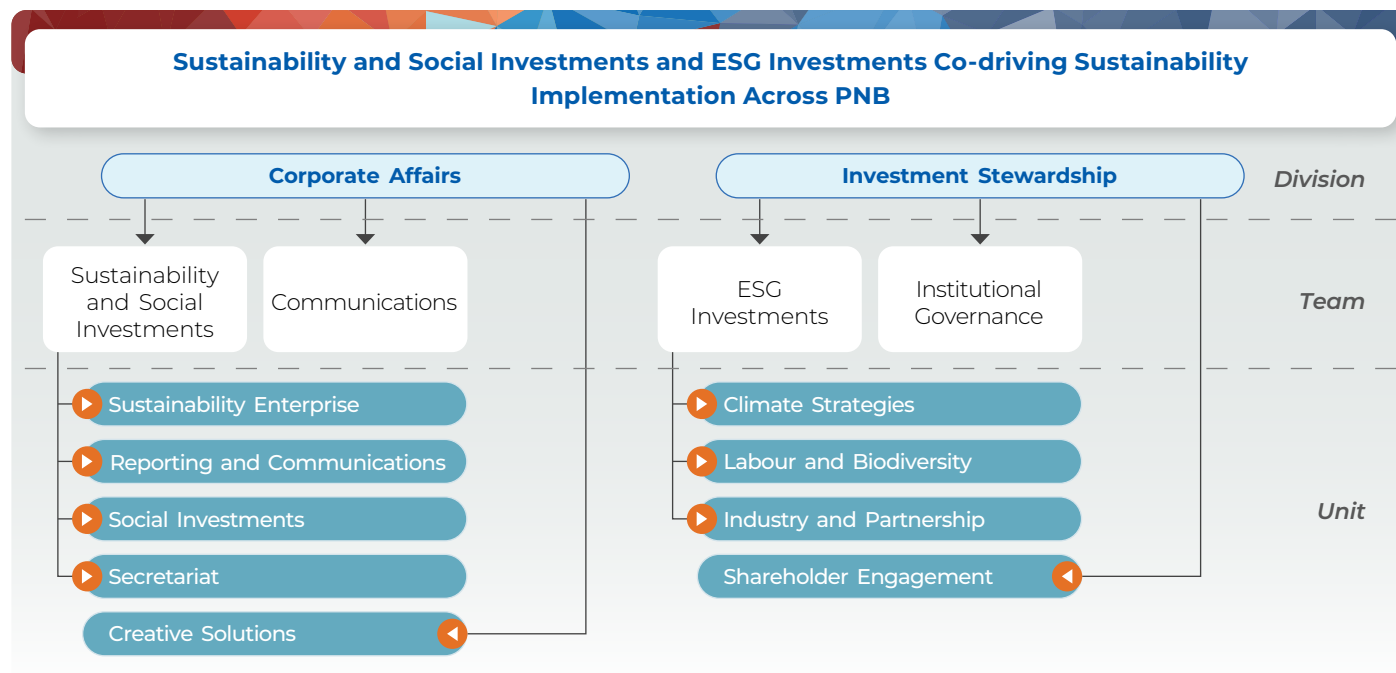 Sustainability and Social Investments and ESG Investments Co-driving Sustainability
Implementation Across PNB
Corporate Affairs
Investment Stewardship
Division
Sustainability
and Social
Investments
Communications
ESG
Investments
Institutional
Governance
Team
Sustainability Enterprise
Reporting and Communications
Social Investments
Secretariat
Creative Solutions
Climate Strategies
Labour and Biodiversity
Industry and Partnership
Shareholder Engagement
Unit